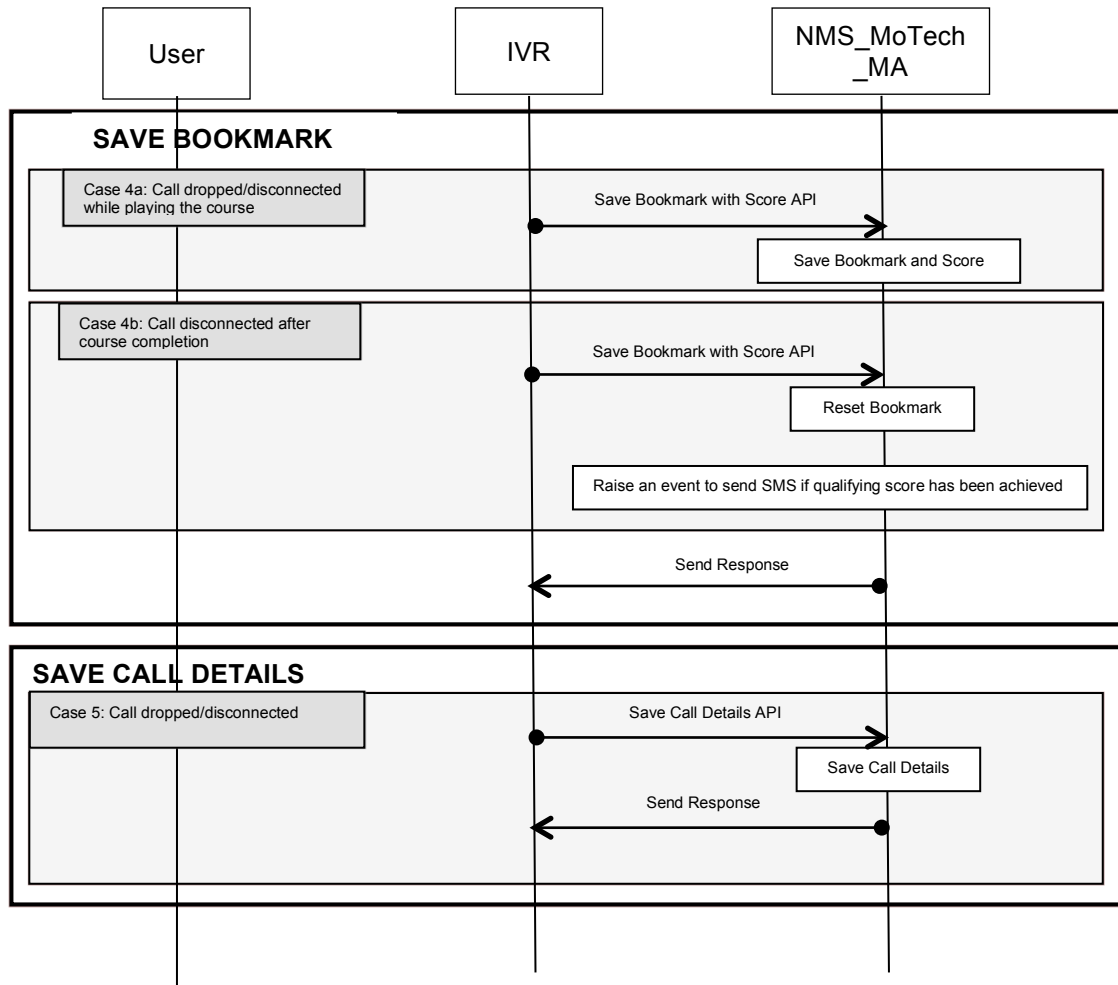 User
IVR
NMS_MoTech
_MA
SAVE BOOKMARK
Case 4a: Call dropped/disconnected
while playing the course
Save Bookmark with Score API
Save Bookmark and Score
Case 4b: Call disconnected after
course completion
Save Bookmark with Score API
Reset Bookmark
Raise an event to send SMS if qualifying score has been achieved
Send Response
SAVE CALL DETAILS
Case 5: Call dropped/disconnected
Save Call Details API
Save Call Details
Send Response